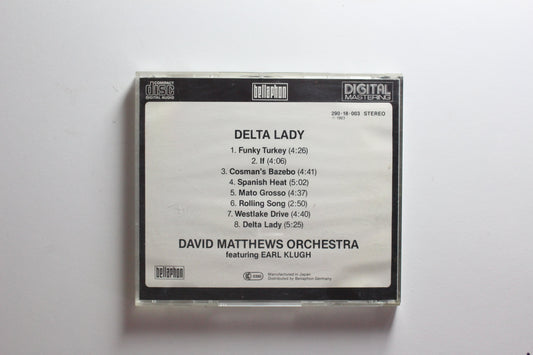 COMPACT
disc
DIGITAL AUDIO
bellaphon
DIGITAL
MASTERING
290·18·003 STEREO
℗ 1983
DELTA LADY
1. Funky Turkey (4:26)
2. If (4:06)
3. Cosman's Bazebo (4:41)
4. Spanish Heat (5:02)
5. Mato Grosso (4:37)
6. Rolling Song (2:50)
7. Westlake Drive (4:40)
8. Delta Lady (5:25)
DAVID MATTHEWS ORCHESTRA
featuring EARL KLUGH
bellaphon
Manufactured in Japan
Distributed by Bellaphon Germany